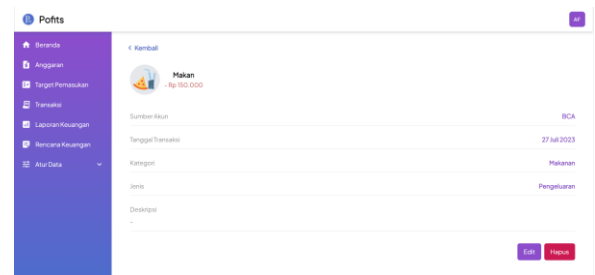 Pofits
AF
Beranda
Anggaran
Target Pemasukan
Transaksi
Laporan Keuangan
Rencana Keuangan
Atur Data
< Kembali
Makan
- Rp 150.000
Sumber Akun
BCA
Tanggal Transaksi
27 Juli 2023
Kategori
Makanan
Jenis
Pengeluaran
Deskripsi
-
Edit
Hapus